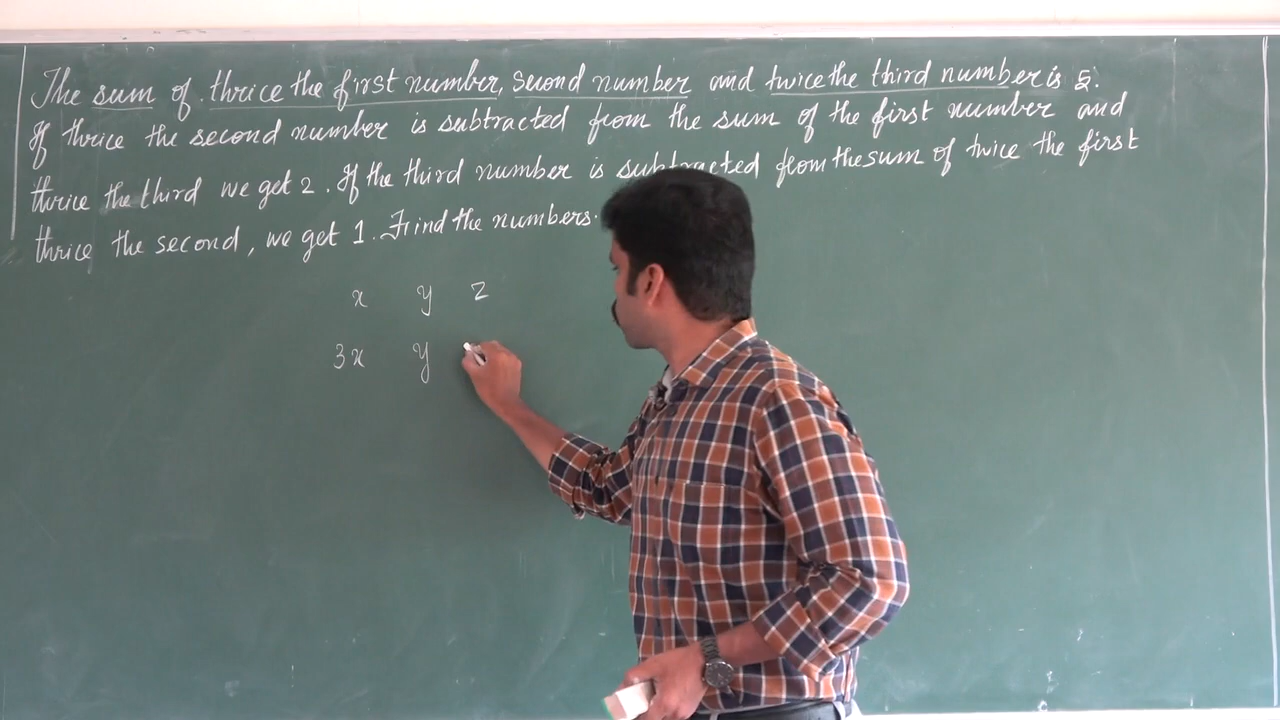 The sum of thrice the first number, second number and twice the third number is 5.
If thrice the second number is subtracted from the sum of the first number and
thrice the third we get 2. If the third number is subtracted from the sum of twice the first
thrice the second, we get 1. Find the numbers.
x y z
3x y